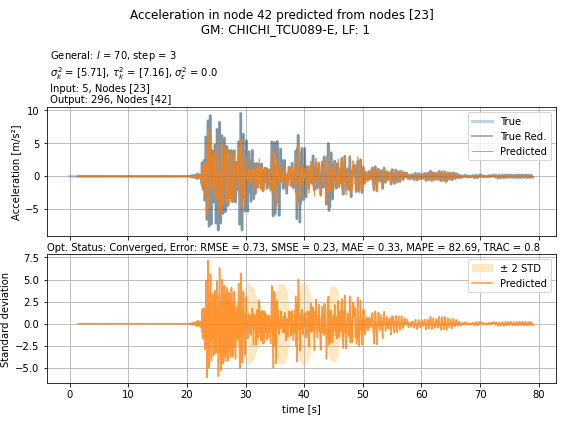 Acceleration in node 42 predicted from nodes [23]
GM: CHICHI_TCU089-E, LF: 1
General: l = 70, step = 3
σ²_k = [5.71], τ²_k = [7.16], σ²_ε = 0.0
Input: 5, Nodes [23]
Output: 296, Nodes [42]
Acceleration [m/s²]
10
5
0
−5
True
True Red.
Predicted
Opt. Status: Converged, Error: RMSE = 0.73, SMSE = 0.23, MAE = 0.33, MAPE = 82.69, TRAC = 0.8
Standard deviation
7.5
5.0
2.5
0.0
−2.5
−5.0
± 2 STD
Predicted
0 10 20 30 40 50 60 70 80
time [s]